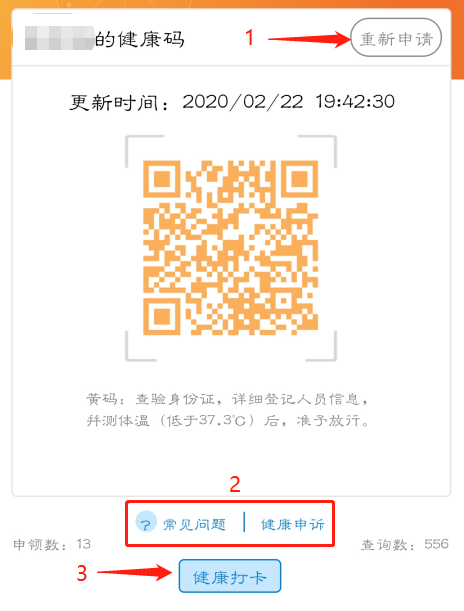 的健康码
1
重新申请
更新时间：2020/02/22 19:42:30
黄码：查验身份证，详细登记人员信息，
并测体温（低于37.3℃）后，准予放行。
2
? 常见问题 | 健康申诉
申领数：13
查询数：556
3
健康打卡